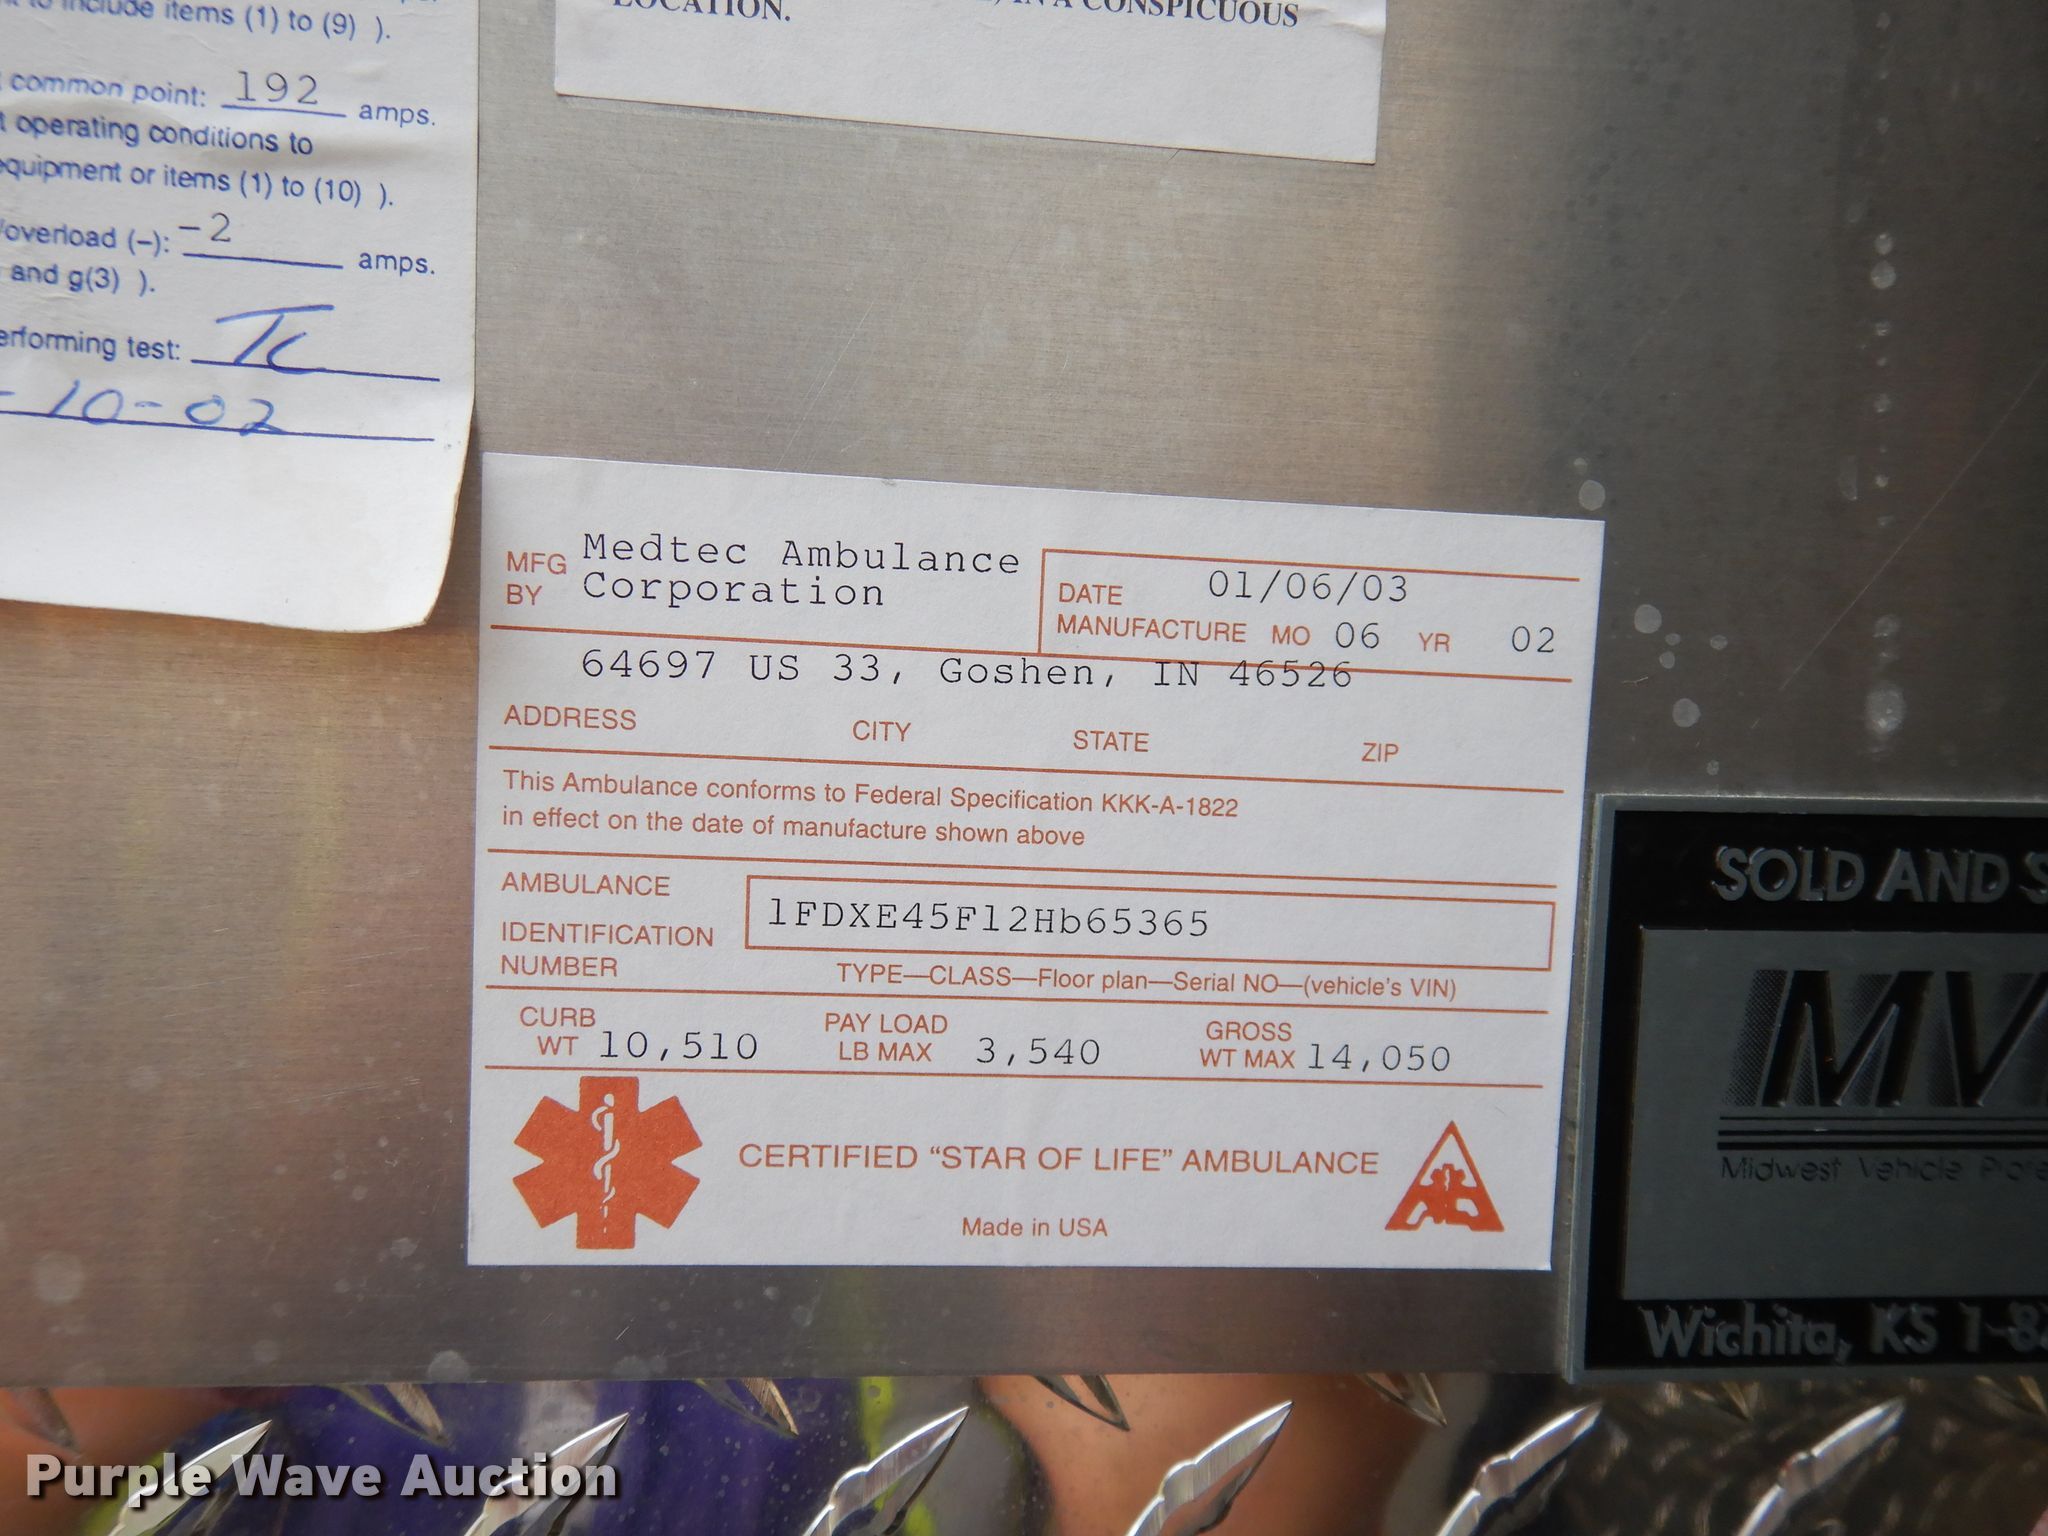 to include items (1) to (9) ).
common point: 192 amps.
operating conditions to
equipment or items (1) to (10) ).
/overload (–): -2 amps.
and g(3) ).
performing test: TC
-10-02
LOCATION.
IN A CONSPICUOUS
MFG BY Medtec Ambulance
Corporation
DATE 01/06/03
MANUFACTURE MO 06 YR 02
64697 US 33, Goshen, IN 46526
ADDRESS CITY STATE ZIP
This Ambulance conforms to Federal Specification KKK-A-1822
in effect on the date of manufacture shown above
AMBULANCE
IDENTIFICATION
NUMBER
1FDXE45F12Hb65365
TYPE—CLASS—Floor plan—Serial NO—(vehicle's VIN)
CURB WT 10,510 PAY LOAD LB MAX 3,540 GROSS WT MAX 14,050
CERTIFIED “STAR OF LIFE” AMBULANCE
Made in USA
SOLD AND S
MV
Midwest Vehicle Profe
Wichita, KS 1-8
Purple Wave Auction